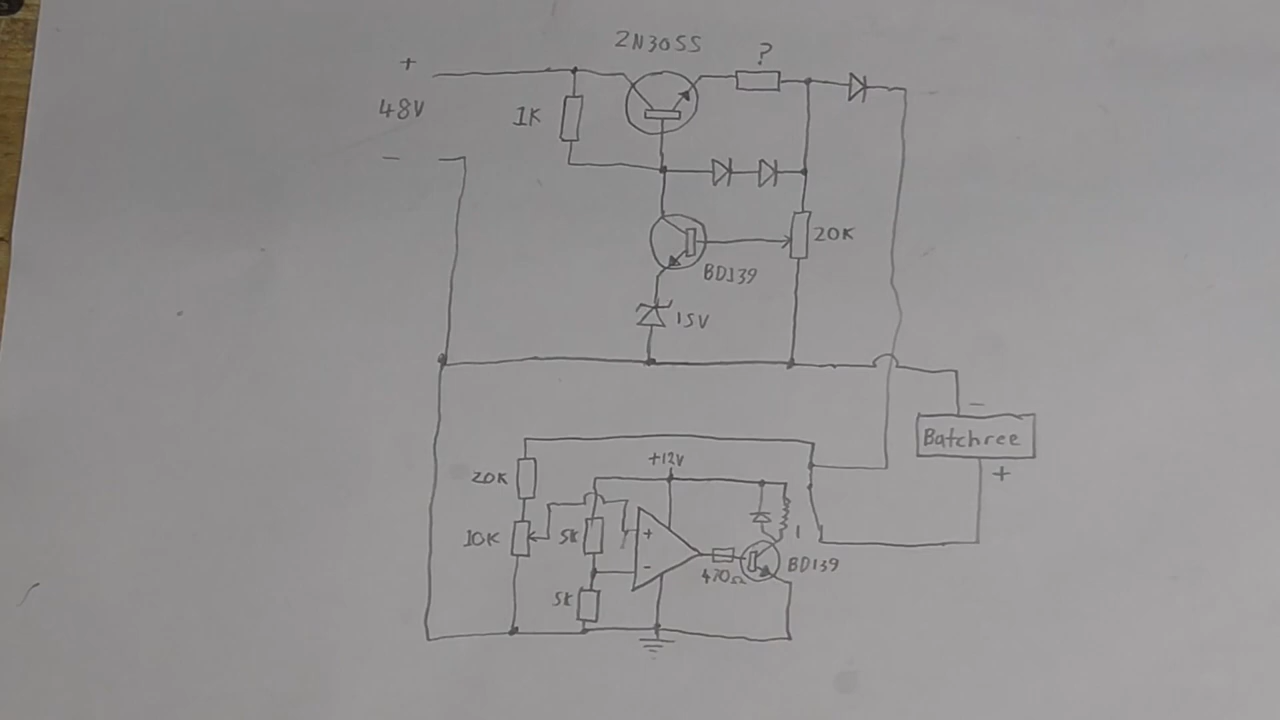 2N3055
?
+
48V
1K
-
20K
BD139
15V
-
Batchree
+
+12V
20K
10K
5K
+
-
470Ω
1
BD139
5K